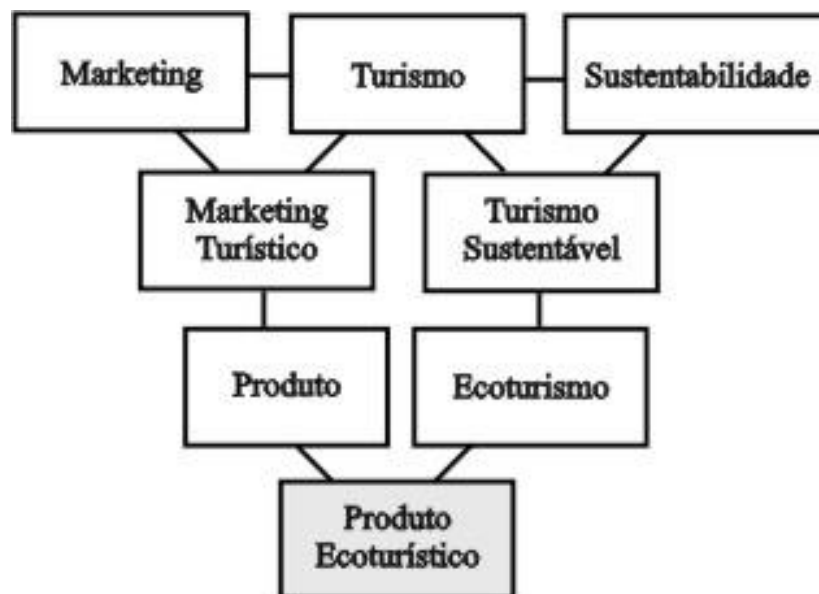 Marketing
Turismo
Sustentabilidade
Marketing
Turístico
Turismo
Sustentável
Produto
Ecoturismo
Produto
Ecoturístico